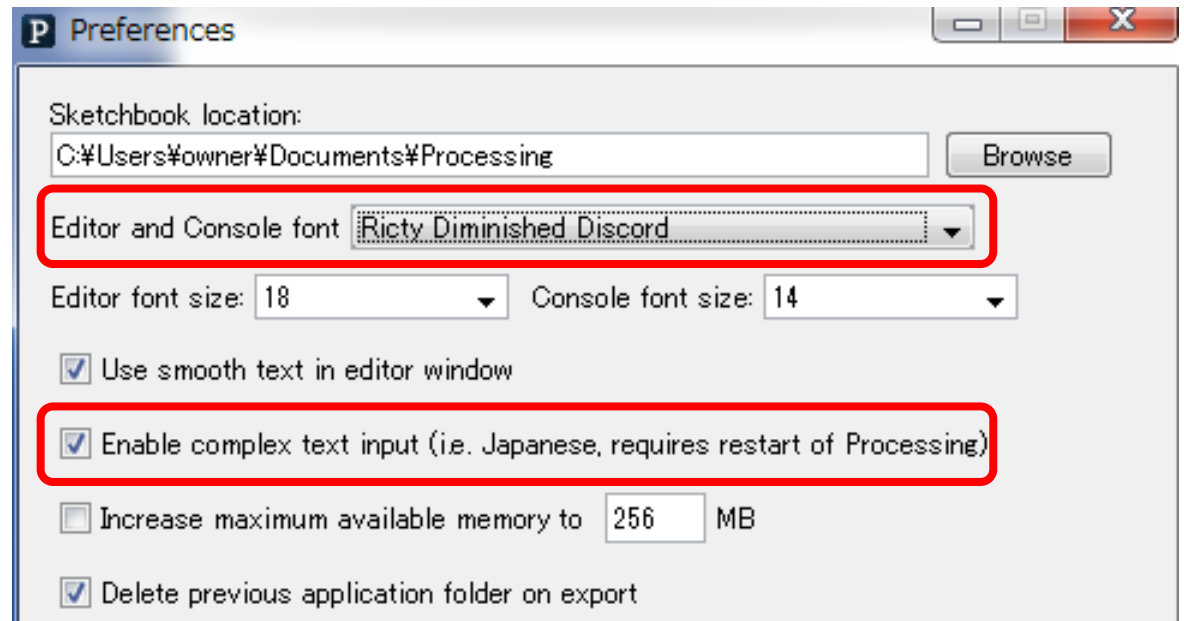 P Preferences
Sketchbook location:
C:¥Users¥owner¥Documents¥Processing Browse
Editor and Console font Ricty Diminished Discord
Editor font size: 18 Console font size: 14
Use smooth text in editor window
Enable complex text input (i.e. Japanese, requires restart of Processing)
Increase maximum available memory to 256 MB
Delete previous application folder on export